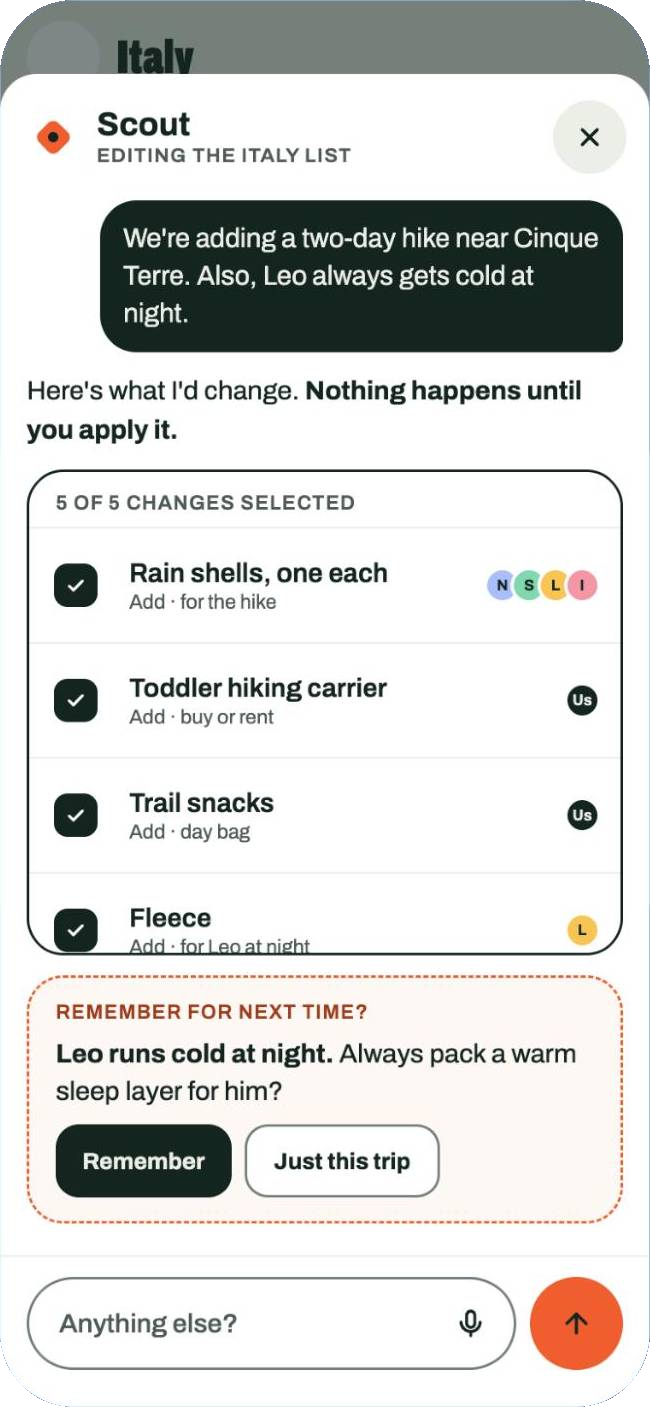 Italy
Scout
EDITING THE ITALY LIST
We're adding a two-day hike near Cinque
Terre. Also, Leo always gets cold at
night.
Here's what I'd change. Nothing happens until
you apply it.
5 OF 5 CHANGES SELECTED
Rain shells, one each
N S L I
Add · for the hike
Toddler hiking carrier
Us
Add · buy or rent
Trail snacks
Us
Add · day bag
Fleece
L
Add · for Leo at night
REMEMBER FOR NEXT TIME?
Leo runs cold at night. Always pack a warm
sleep layer for him?
Remember
Just this trip
Anything else?